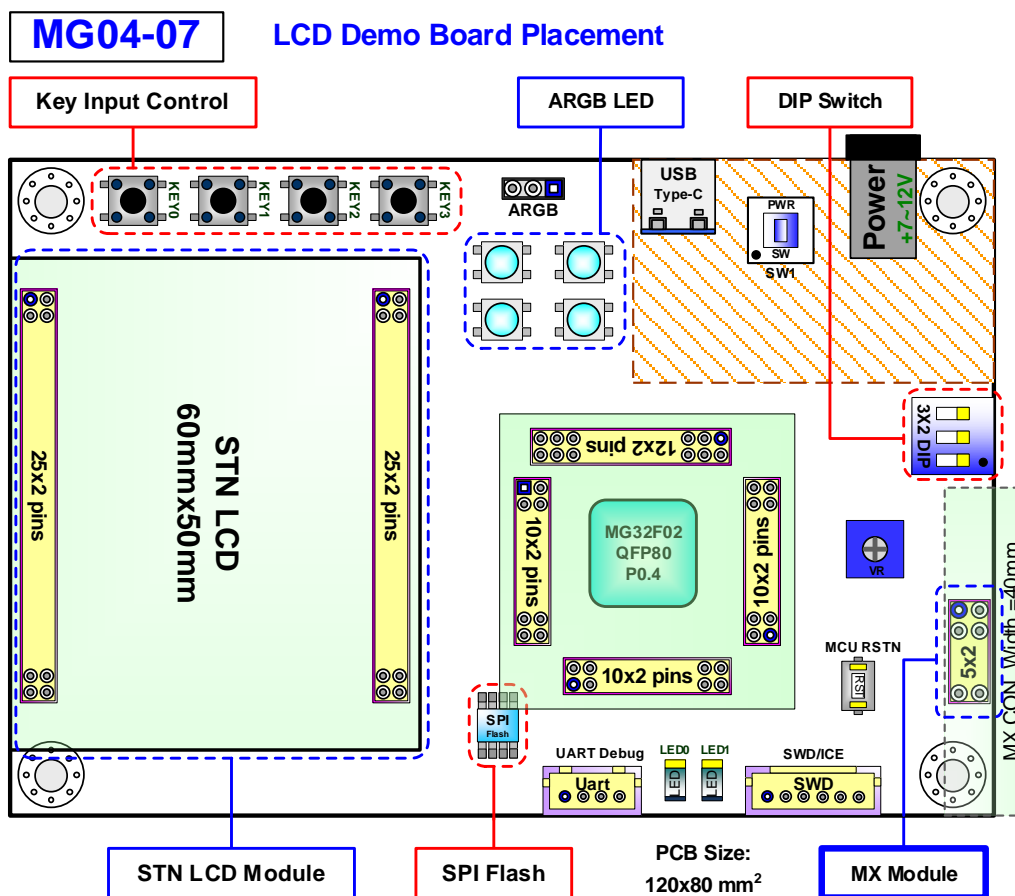 MG04-07
LCD Demo Board Placement
Key Input Control
ARGB LED
DIP Switch
KEY0
KEY1
KEY2
KEY3
ARGB
USB
Type-C
PWR
SW
SW1
Power
+7~12V
25x2 pins
STN LCD
60mmx50mm
25x2 pins
12x2 pins
10x2 pins
MG32F02
QFP80
P0.4
10x2 pins
10x2 pins
3X2 DIP
VR
MCU RSTN
RST
5x2
MX CON. Width =40mm
SPI
Flash
UART Debug
Uart
LED0
LED
LED1
LED
SWD/ICE
SWD
STN LCD Module
SPI Flash
PCB Size:
120x80 mm²
MX Module